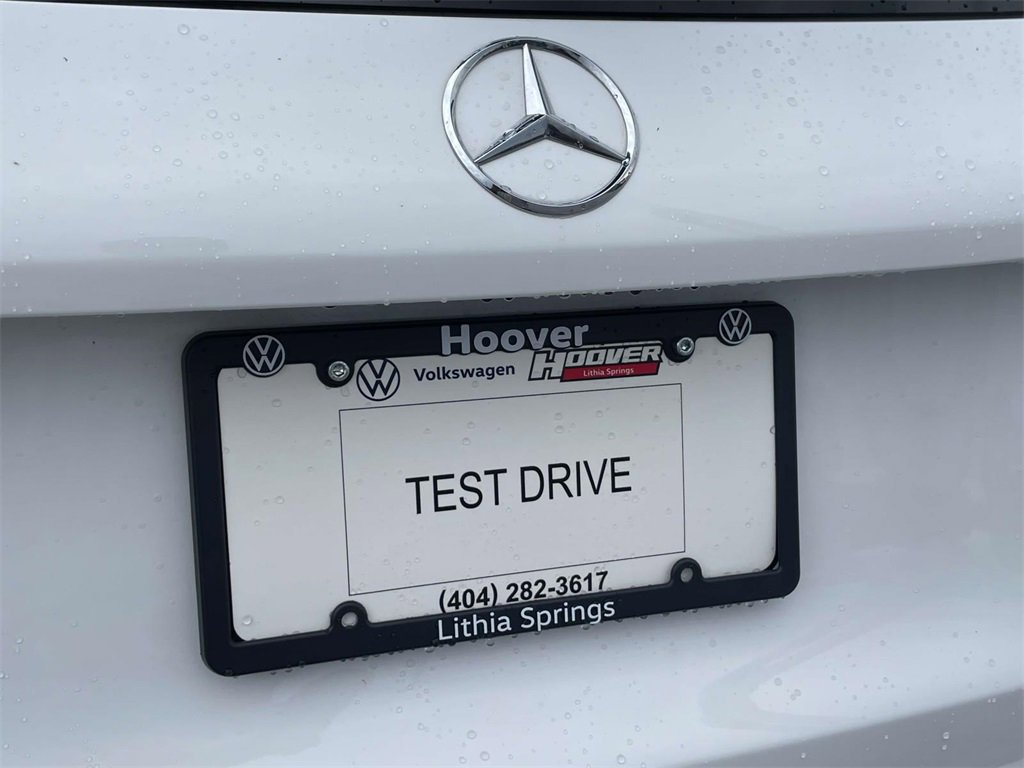 Hoover
Volkswagen
HOOVER
Lithia Springs
TEST DRIVE
(404) 282-3617
Lithia Springs